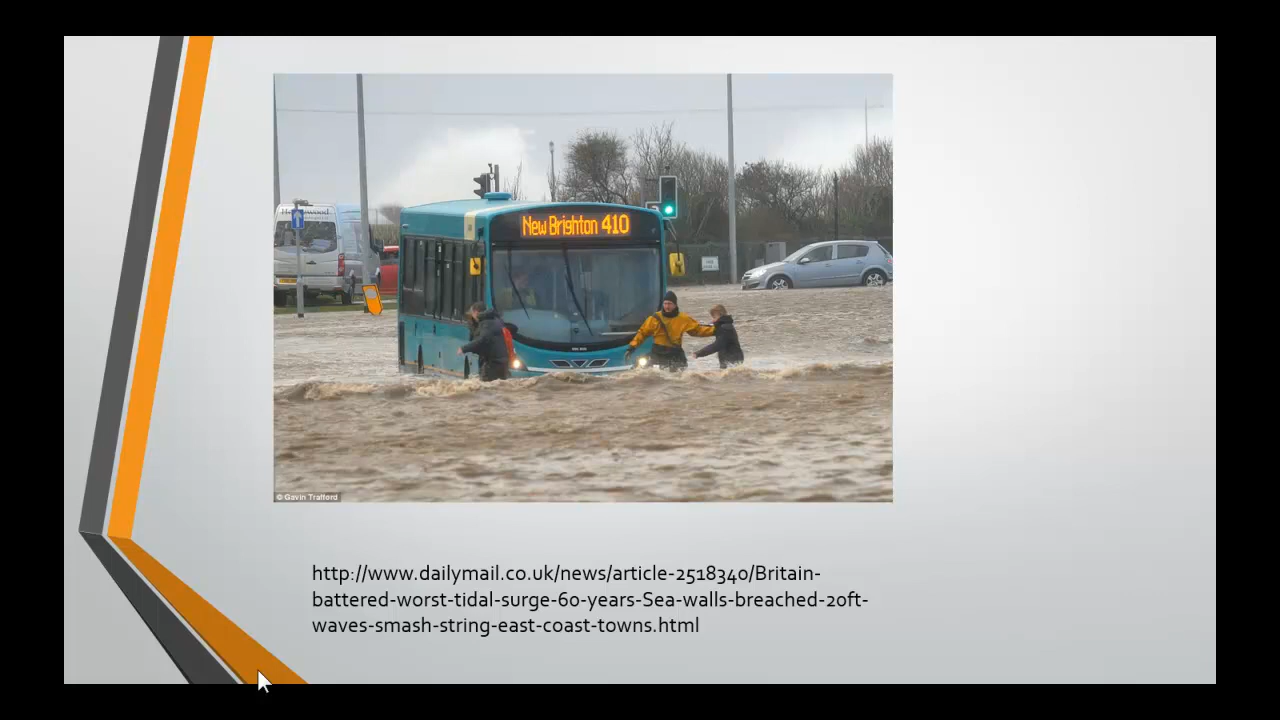 New Brighton 410
© Gavin Trafford
http://www.dailymail.co.uk/news/article-2518340/Britain-
battered-worst-tidal-surge-60-years-Sea-walls-breached-20ft-
waves-smash-string-east-coast-towns.html